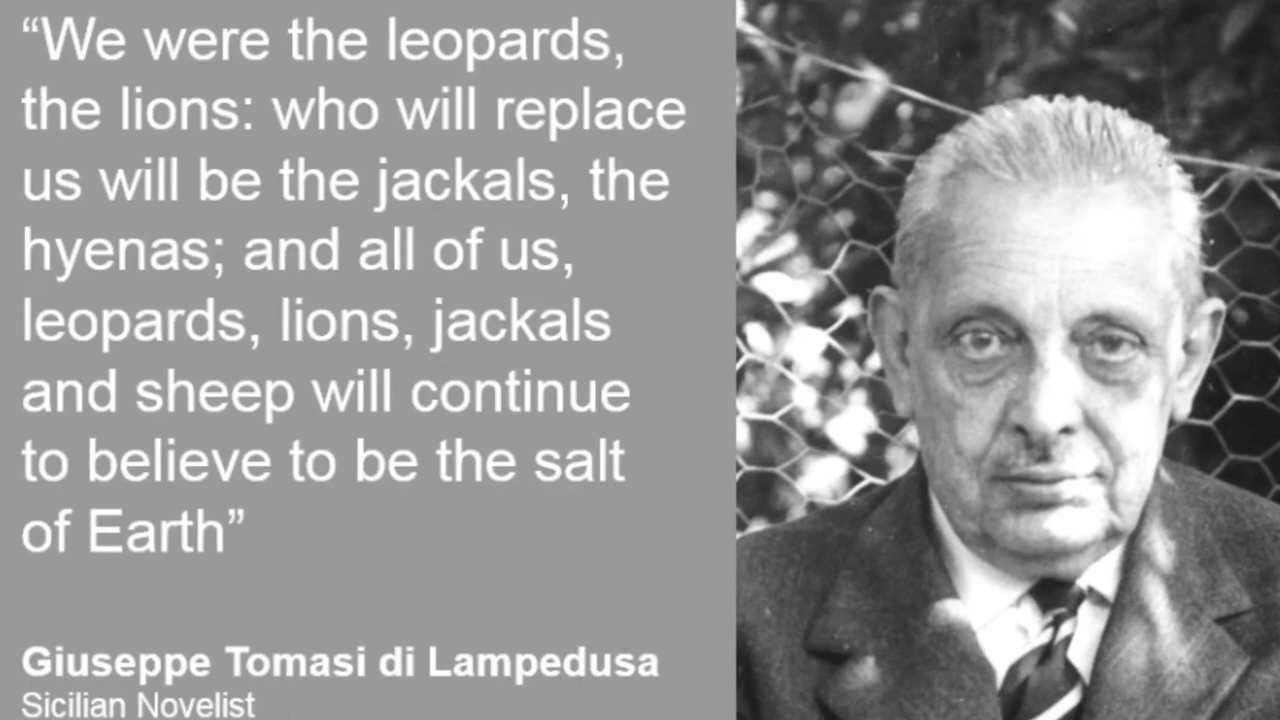 “We were the leopards,
the lions: who will replace
us will be the jackals, the
hyenas; and all of us,
leopards, lions, jackals
and sheep will continue
to believe to be the salt
of Earth”
Giuseppe Tomasi di Lampedusa
Sicilian Novelist